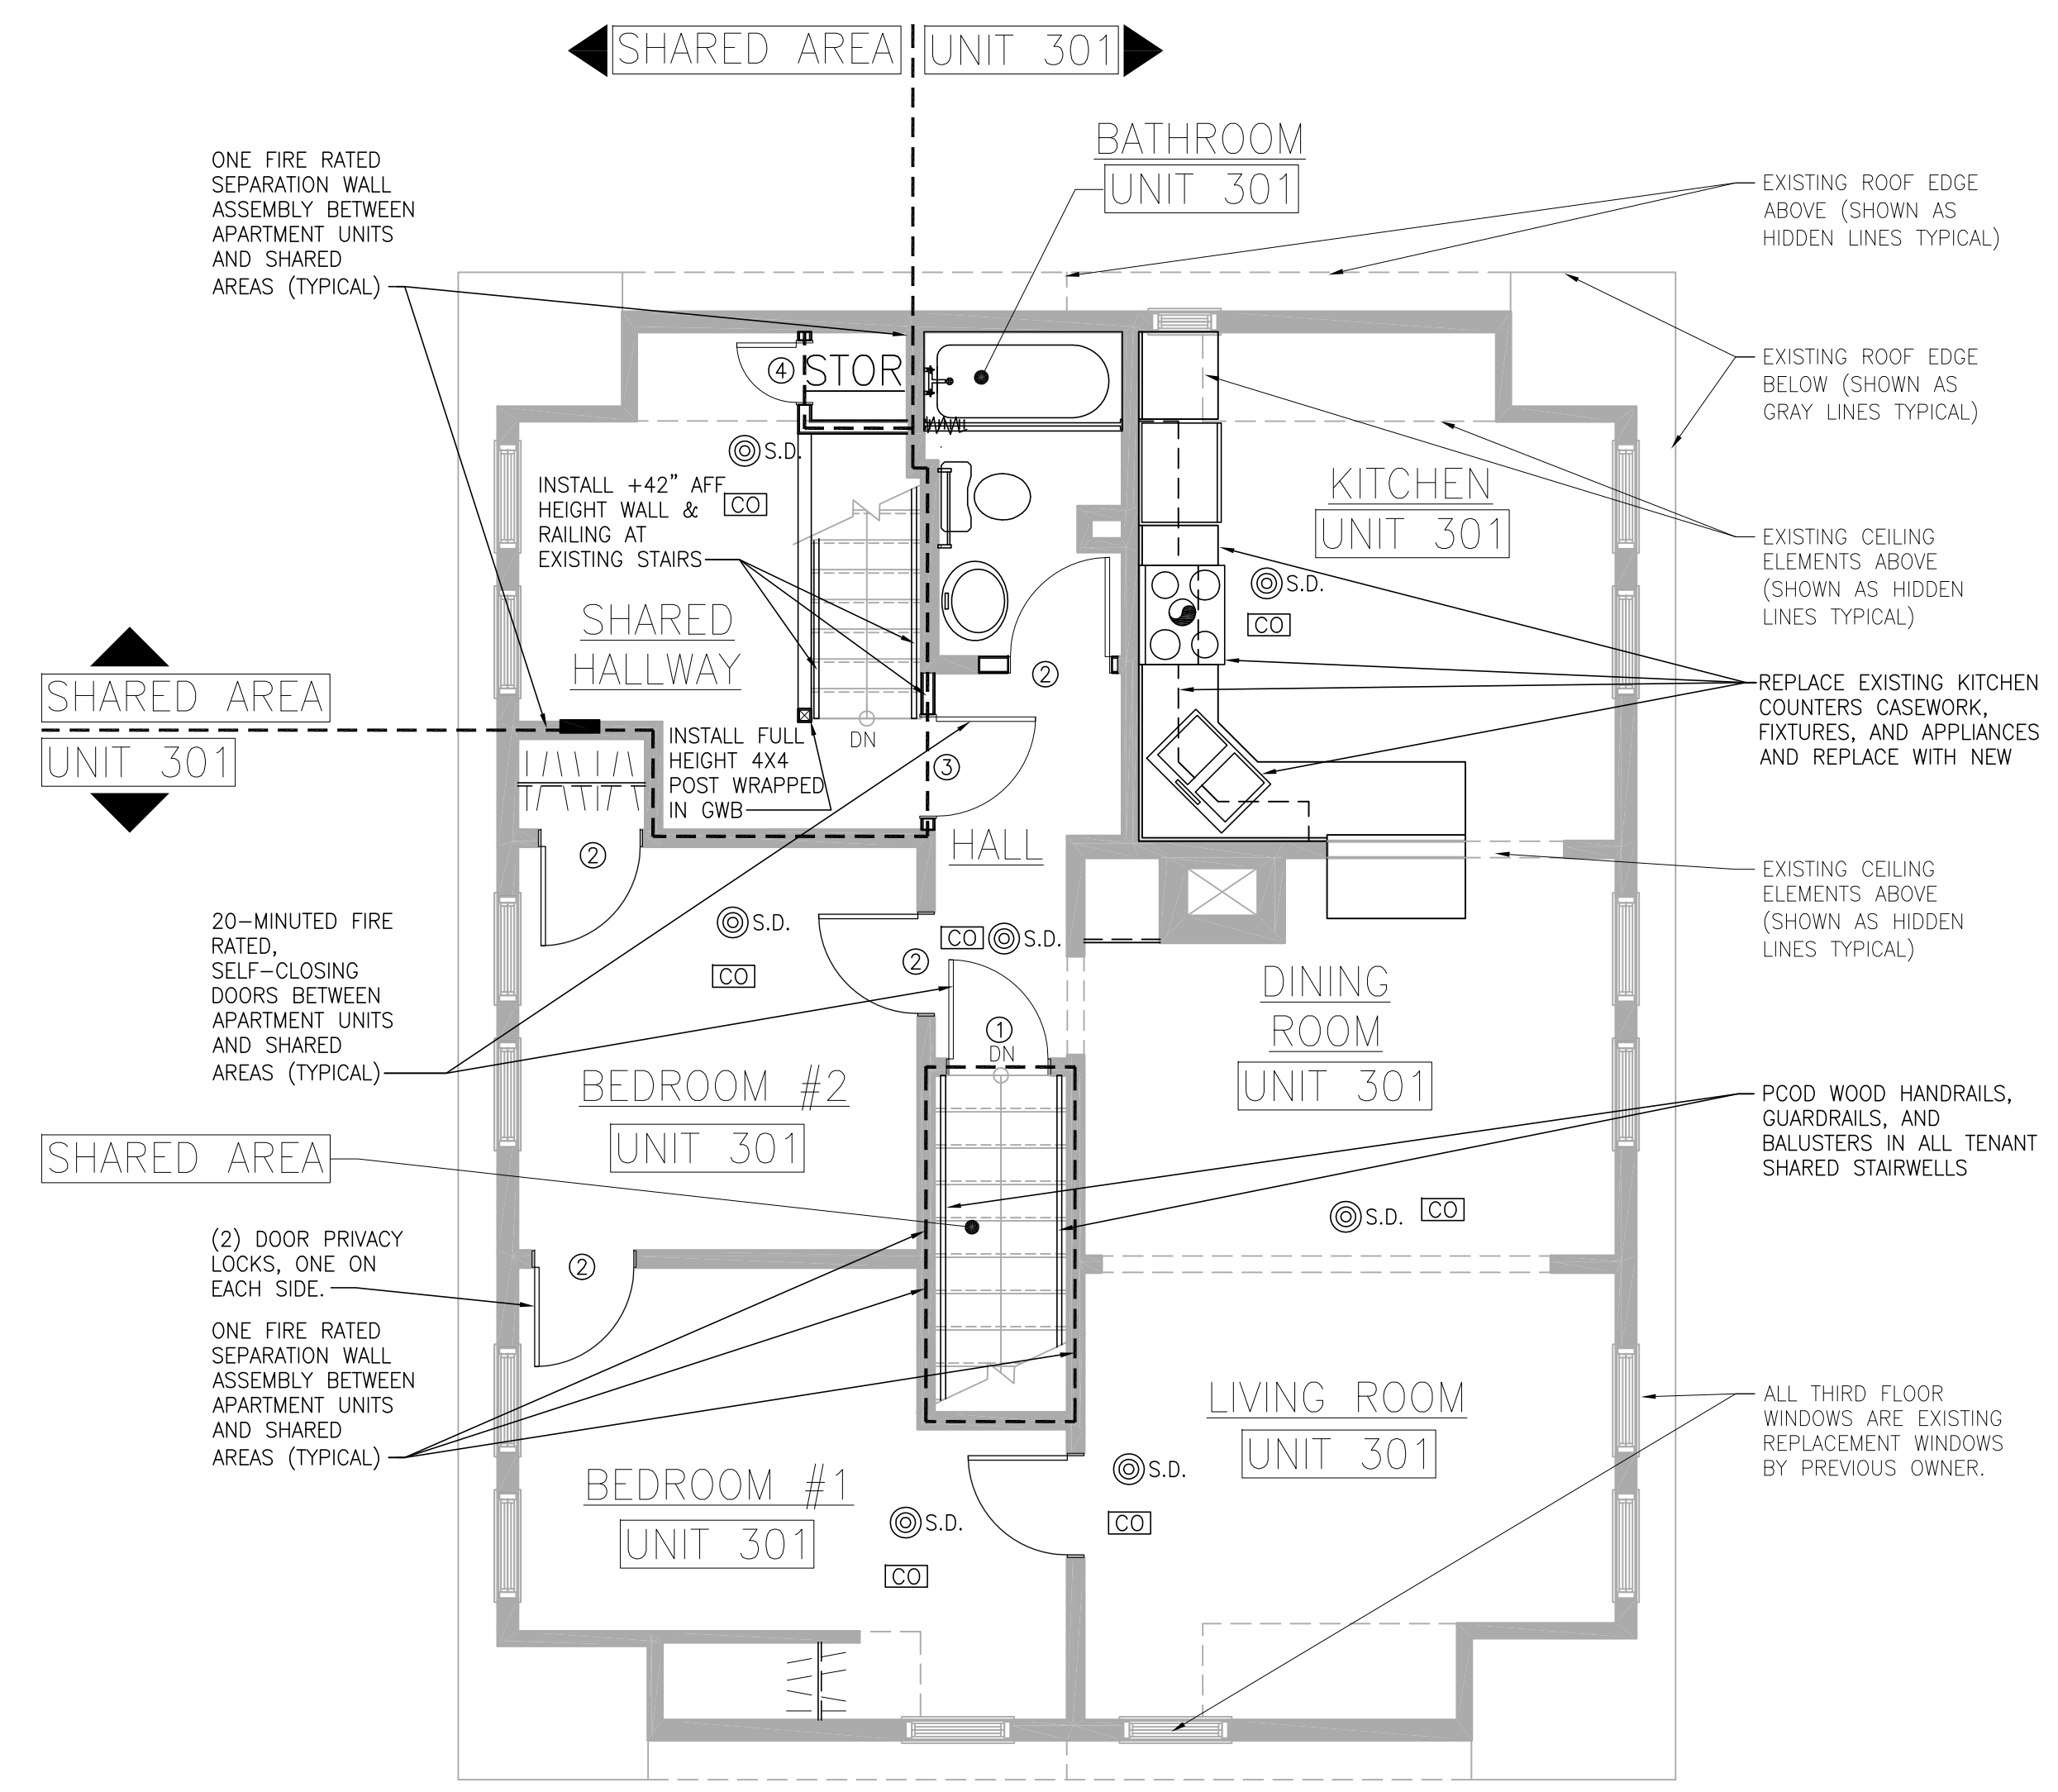 SHARED AREA
UNIT 301
BATHROOM
UNIT 301
ONE FIRE RATED
SEPARATION WALL
ASSEMBLY BETWEEN
APARTMENT UNITS
AND SHARED
AREAS (TYPICAL)
EXISTING ROOF EDGE
ABOVE (SHOWN AS
HIDDEN LINES TYPICAL)
EXISTING ROOF EDGE
BELOW (SHOWN AS
GRAY LINES TYPICAL)
4
STOR
S.D.
CO
INSTALL +42" AFF
HEIGHT WALL &
RAILING AT
EXISTING STAIRS
KITCHEN
UNIT 301
S.D.
CO
EXISTING CEILING
ELEMENTS ABOVE
(SHOWN AS HIDDEN
LINES TYPICAL)
SHARED
HALLWAY
2
SHARED AREA
UNIT 301
DN
INSTALL FULL
HEIGHT 4X4
POST WRAPPED
IN GWB
3
REPLACE EXISTING KITCHEN
COUNTERS CASEWORK,
FIXTURES, AND APPLIANCES
AND REPLACE WITH NEW
HALL
2
EXISTING CEILING
ELEMENTS ABOVE
(SHOWN AS HIDDEN
LINES TYPICAL)
20-MINUTED FIRE
RATED,
SELF-CLOSING
DOORS BETWEEN
APARTMENT UNITS
AND SHARED
AREAS (TYPICAL)
S.D.
CO
2
CO
S.D.
1
DN
DINING
ROOM
UNIT 301
BEDROOM #2
UNIT 301
PCOD WOOD HANDRAILS,
GUARDRAILS, AND
BALUSTERS IN ALL TENANT
SHARED STAIRWELLS
SHARED AREA
S.D.
CO
(2) DOOR PRIVACY
LOCKS, ONE ON
EACH SIDE.
2
ONE FIRE RATED
SEPARATION WALL
ASSEMBLY BETWEEN
APARTMENT UNITS
AND SHARED
AREAS (TYPICAL)
LIVING ROOM
UNIT 301
ALL THIRD FLOOR
WINDOWS ARE EXISTING
REPLACEMENT WINDOWS
BY PREVIOUS OWNER.
BEDROOM #1
UNIT 301
S.D.
CO
S.D.
CO